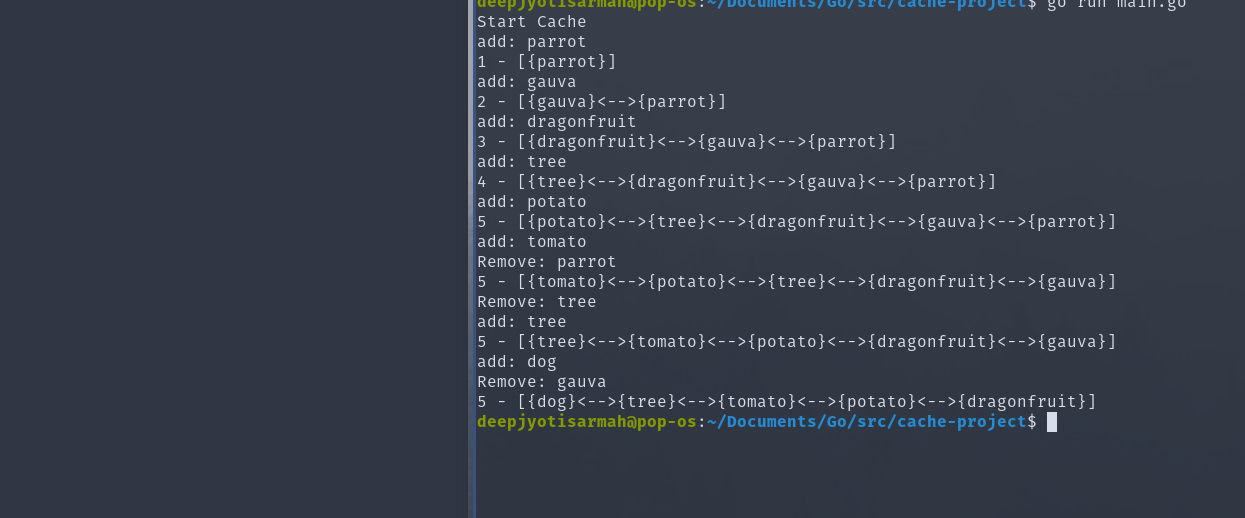 deepjyotisarmah@pop-os:~/Documents/Go/src/cache-project$ go run main.go
Start Cache
add: parrot
1 - [{parrot}]
add: gauva
2 - [{gauva}<-->{parrot}]
add: dragonfruit
3 - [{dragonfruit}<-->{gauva}<-->{parrot}]
add: tree
4 - [{tree}<-->{dragonfruit}<-->{gauva}<-->{parrot}]
add: potato
5 - [{potato}<-->{tree}<-->{dragonfruit}<-->{gauva}<-->{parrot}]
add: tomato
Remove: parrot
5 - [{tomato}<-->{potato}<-->{tree}<-->{dragonfruit}<-->{gauva}]
Remove: tree
add: tree
5 - [{tree}<-->{tomato}<-->{potato}<-->{dragonfruit}<-->{gauva}]
add: dog
Remove: gauva
5 - [{dog}<-->{tree}<-->{tomato}<-->{potato}<-->{dragonfruit}]
deepjyotisarmah@pop-os:~/Documents/Go/src/cache-project$